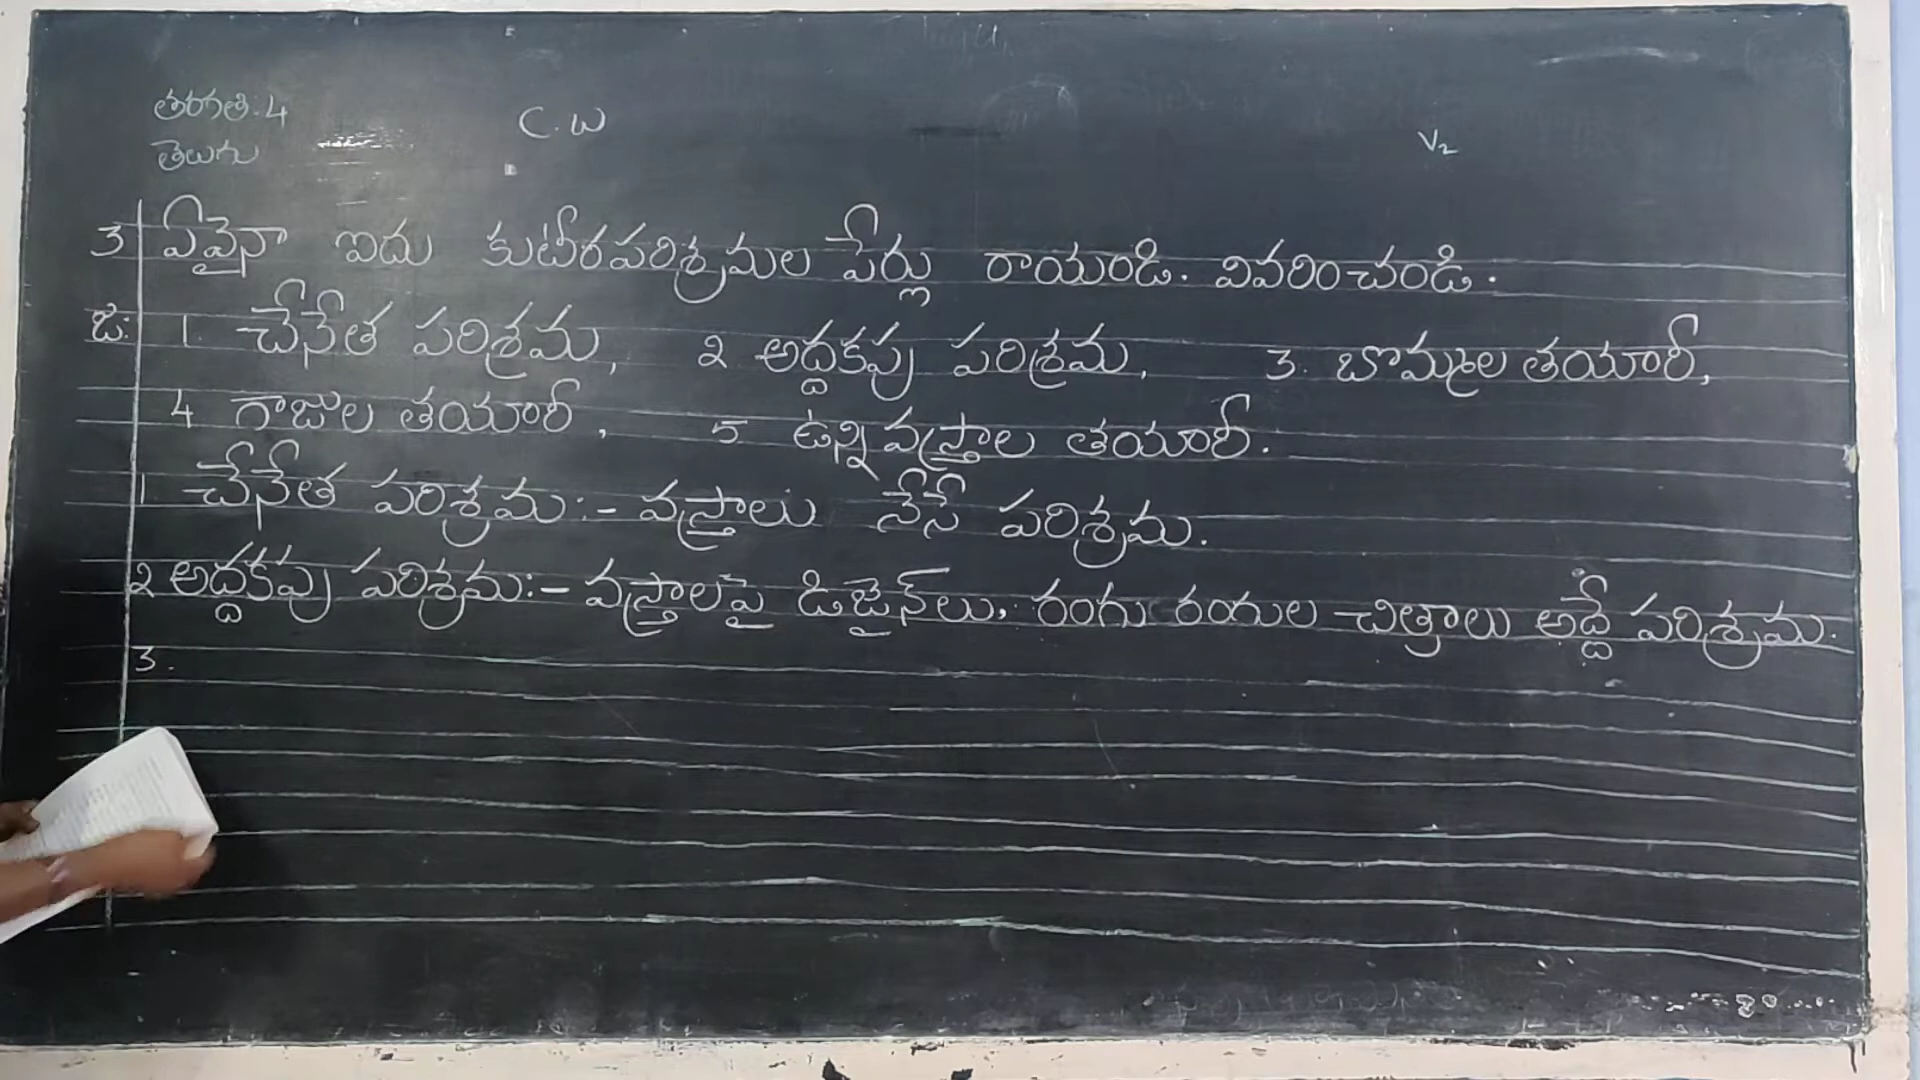 తరగతి:4
తెలుగు
C.W
V2
3 ఏవైనా ఐదు కుటీరపరిశ్రమల పేర్లు రాయండి. వివరించండి.
జ: 1. చేనేత పరిశ్రమ, 2 అద్దకపు పరిశ్రమ, 3. బొమ్మల తయారీ,
4 గాజుల తయారీ, 5 ఉన్ని వస్త్రాల తయారీ.
1 చేనేత పరిశ్రమ:- వస్త్రాలు నేసే పరిశ్రమ.
2 అద్దకపు పరిశ్రమ:- వస్త్రాలపై డిజైన్‌లు, రంగు రంగుల చిత్రాలు అద్దే పరిశ్రమ.
3.